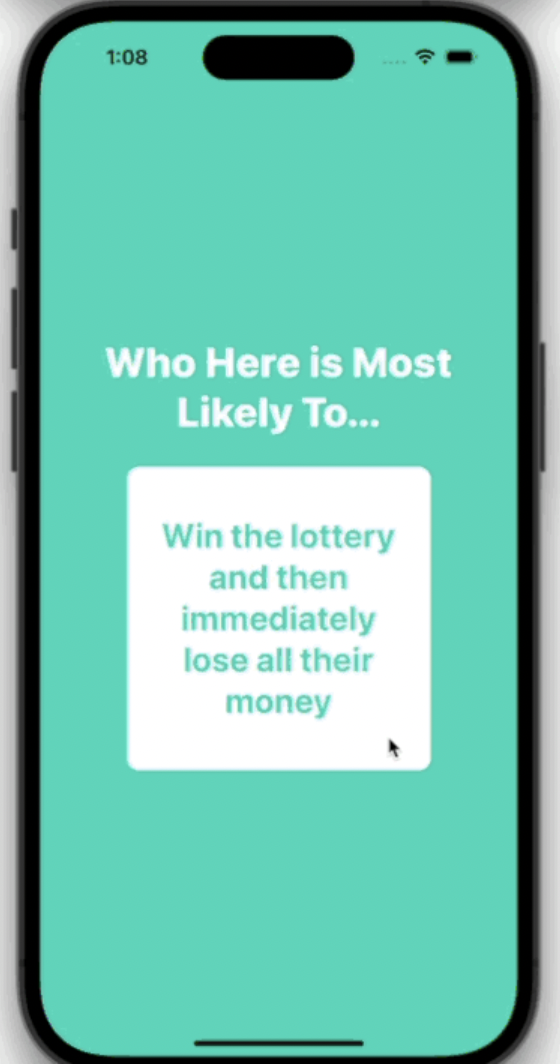 1:08
Who Here is Most
Likely To...
Win the lottery
and then
immediately
lose all their
money